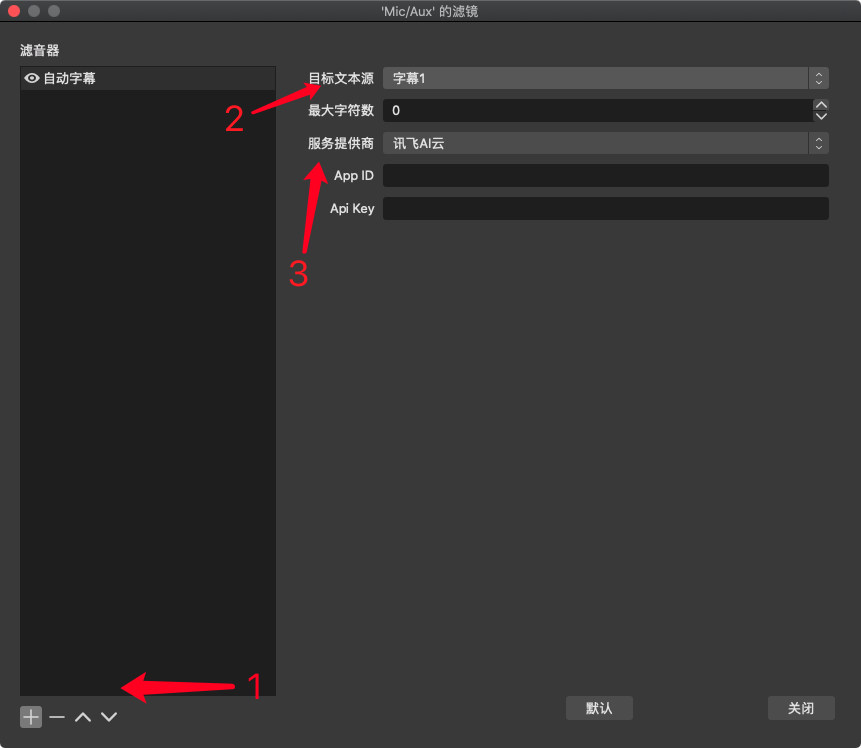 'Mic/Aux' 的滤镜
滤音器
自动字幕
目标文本源 字幕1
2
最大字符数 0
服务提供商 讯飞AI云
App ID
Api Key
3
1
默认 关闭